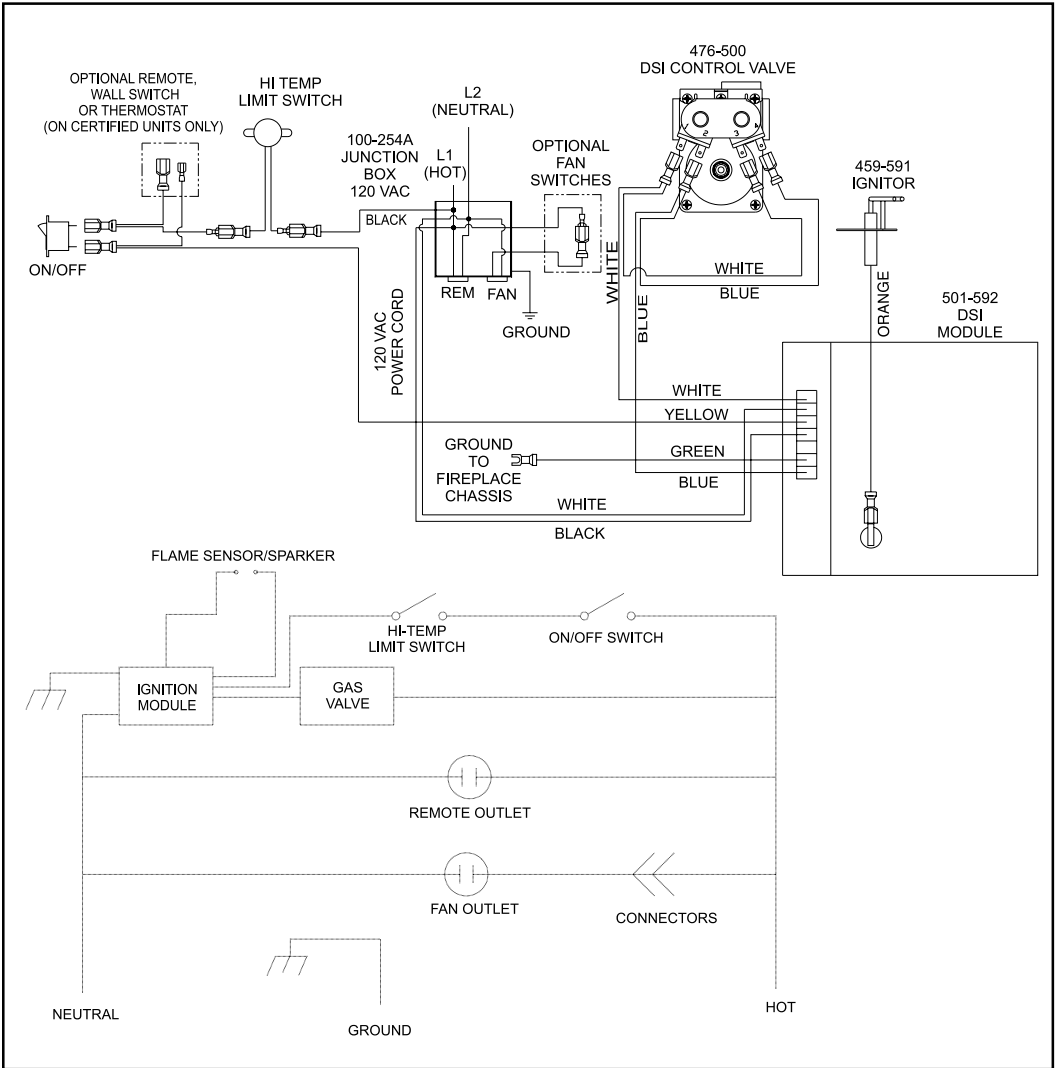 476-500
DSI CONTROL VALVE
OPTIONAL REMOTE,
WALL SWITCH
OR THERMOSTAT
(ON CERTIFIED UNITS ONLY)
HI TEMP
LIMIT SWITCH
L2
(NEUTRAL)
100-254A
JUNCTION
BOX
120 VAC
L1
(HOT)
OPTIONAL
FAN
SWITCHES
2
3
459-591
IGNITOR
BLACK
ON/OFF
REM
FAN
GROUND
WHITE
BLUE
WHITE
BLUE
ORANGE
501-592
DSI
MODULE
120 VAC
POWER CORD
WHITE
YELLOW
GREEN
BLUE
GROUND
TO
FIREPLACE
CHASSIS
WHITE
BLACK
FLAME SENSOR/SPARKER
HI-TEMP
LIMIT SWITCH
ON/OFF SWITCH
IGNITION
MODULE
GAS
VALVE
REMOTE OUTLET
FAN OUTLET
CONNECTORS
NEUTRAL
GROUND
HOT